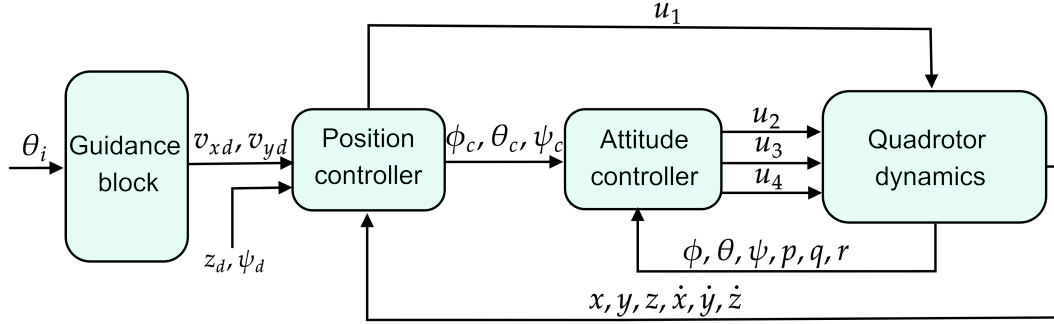 u₁
θᵢ
Guidance
block
v_xd, v_yd
z_d, ψ_d
Position
controller
ϕ_c, θ_c, ψ_c
Attitude
controller
u₂
u₃
u₄
Quadrotor
dynamics
ϕ, θ, ψ, p, q, r
x, y, z, ẋ, ẏ, ż